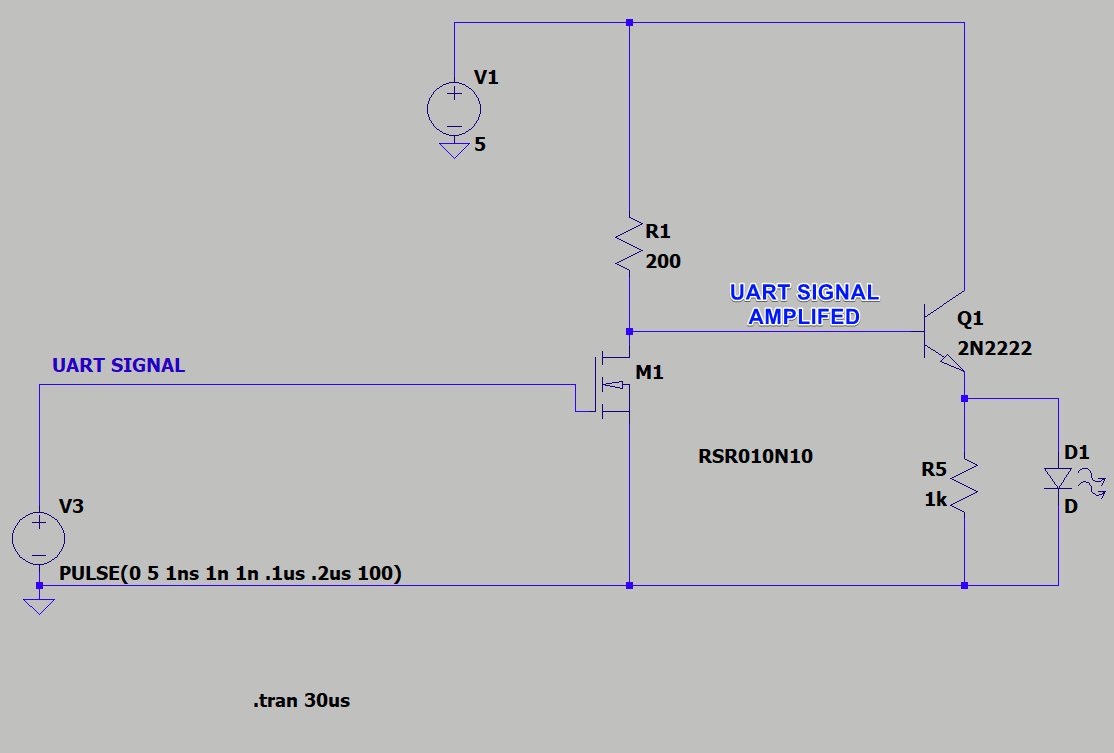 V1
5
R1
200
UART SIGNAL
AMPLIFED
Q1
2N2222
UART SIGNAL
M1
RSR010N10
D1
R5
1k
D
V3
PULSE(0 5 1ns 1n 1n .1us .2us 100)
.tran 30us